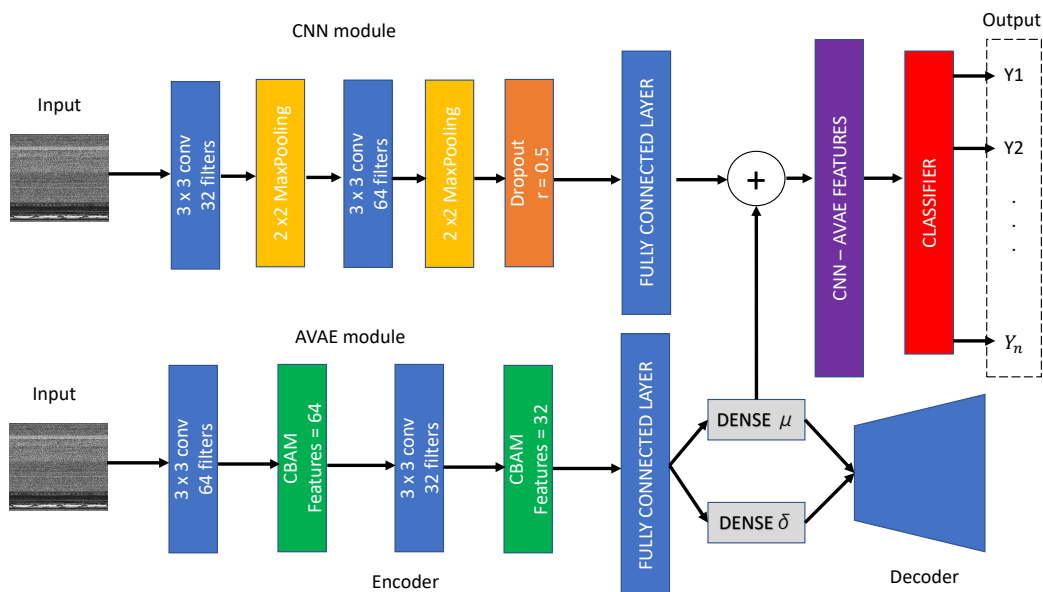 CNN module
Output
Input
3 x 3 conv
32 filters
2 x2 MaxPooling
3 x 3 conv
64 filters
2 x2 MaxPooling
Dropout
r = 0.5
FULLY CONNECTED LAYER
+
CNN – AVAE FEATURES
CLASSIFIER
Y1
Y2
.
.
.
Yₙ
AVAE module
Input
3 x 3 conv
64 filters
CBAM
Features = 64
3 x 3 conv
32 filters
CBAM
Features = 32
FULLY CONNECTED LAYER
DENSE μ
DENSE δ
Encoder
Decoder